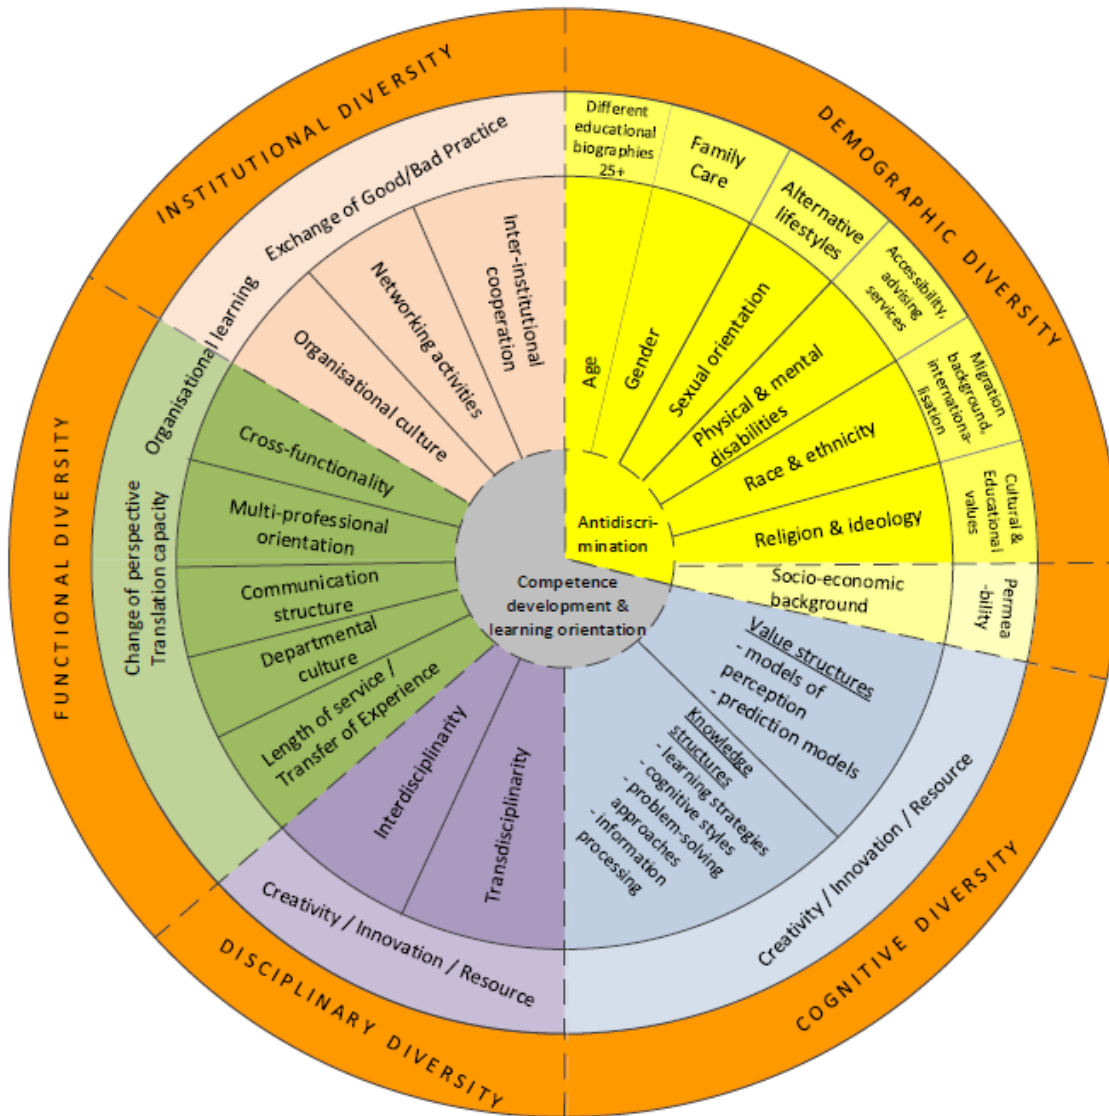 INSTITUTIONAL DIVERSITY
DEMOGRAPHIC DIVERSITY
COGNITIVE DIVERSITY
DISCIPLINARY DIVERSITY
FUNCTIONAL DIVERSITY
Exchange of Good/Bad Practice
Organisational learning
Inter-institutional
cooperation
Networking activities
Organisational culture
Different
educational
biographies
25+
Family
Care
Alternative
lifestyles
Accessibility,
advising
services
Migration
background,
internationa-
lisation
Cultural &
Educational
values
Permea
-bility
Age
Gender
Sexual orientation
Physical & mental
disabilities
Race & ethnicity
Religion & ideology
Socio-economic
background
Antidiscri-
mination
Competence
development &
learning orientation
Value structures
- models of
perception
- prediction models
Knowledge
structures
- learning strategies
- cognitive styles
- problem-solving
approaches
- information
processing
Creativity / Innovation / Resource
Transdisciplinarity
Interdisciplinarity
Creativity / Innovation / Resource
Cross-functionality
Multi-professional
orientation
Communication
structure
Departmental
culture
Length of service /
Transfer of Experience
Change of perspective
Translation capacity